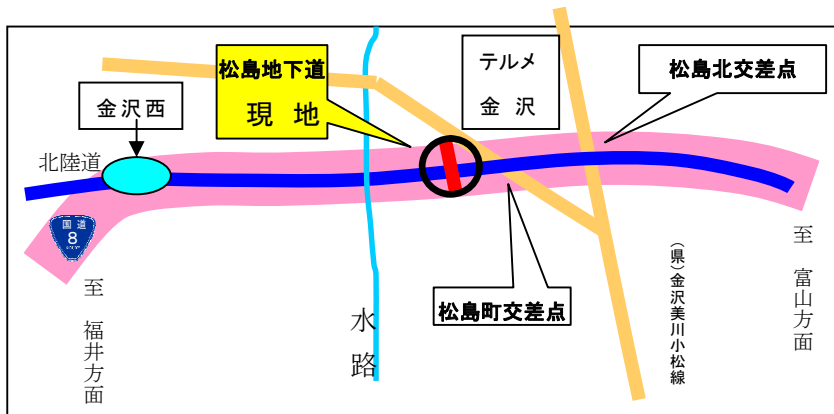 松島地下道
現 地
テルメ
金 沢
松島北交差点
金沢西
北陸道
国道
8
ROUTE
松島町交差点
水路
至 福井方面
(県)金沢美川小松線
至 富山方面